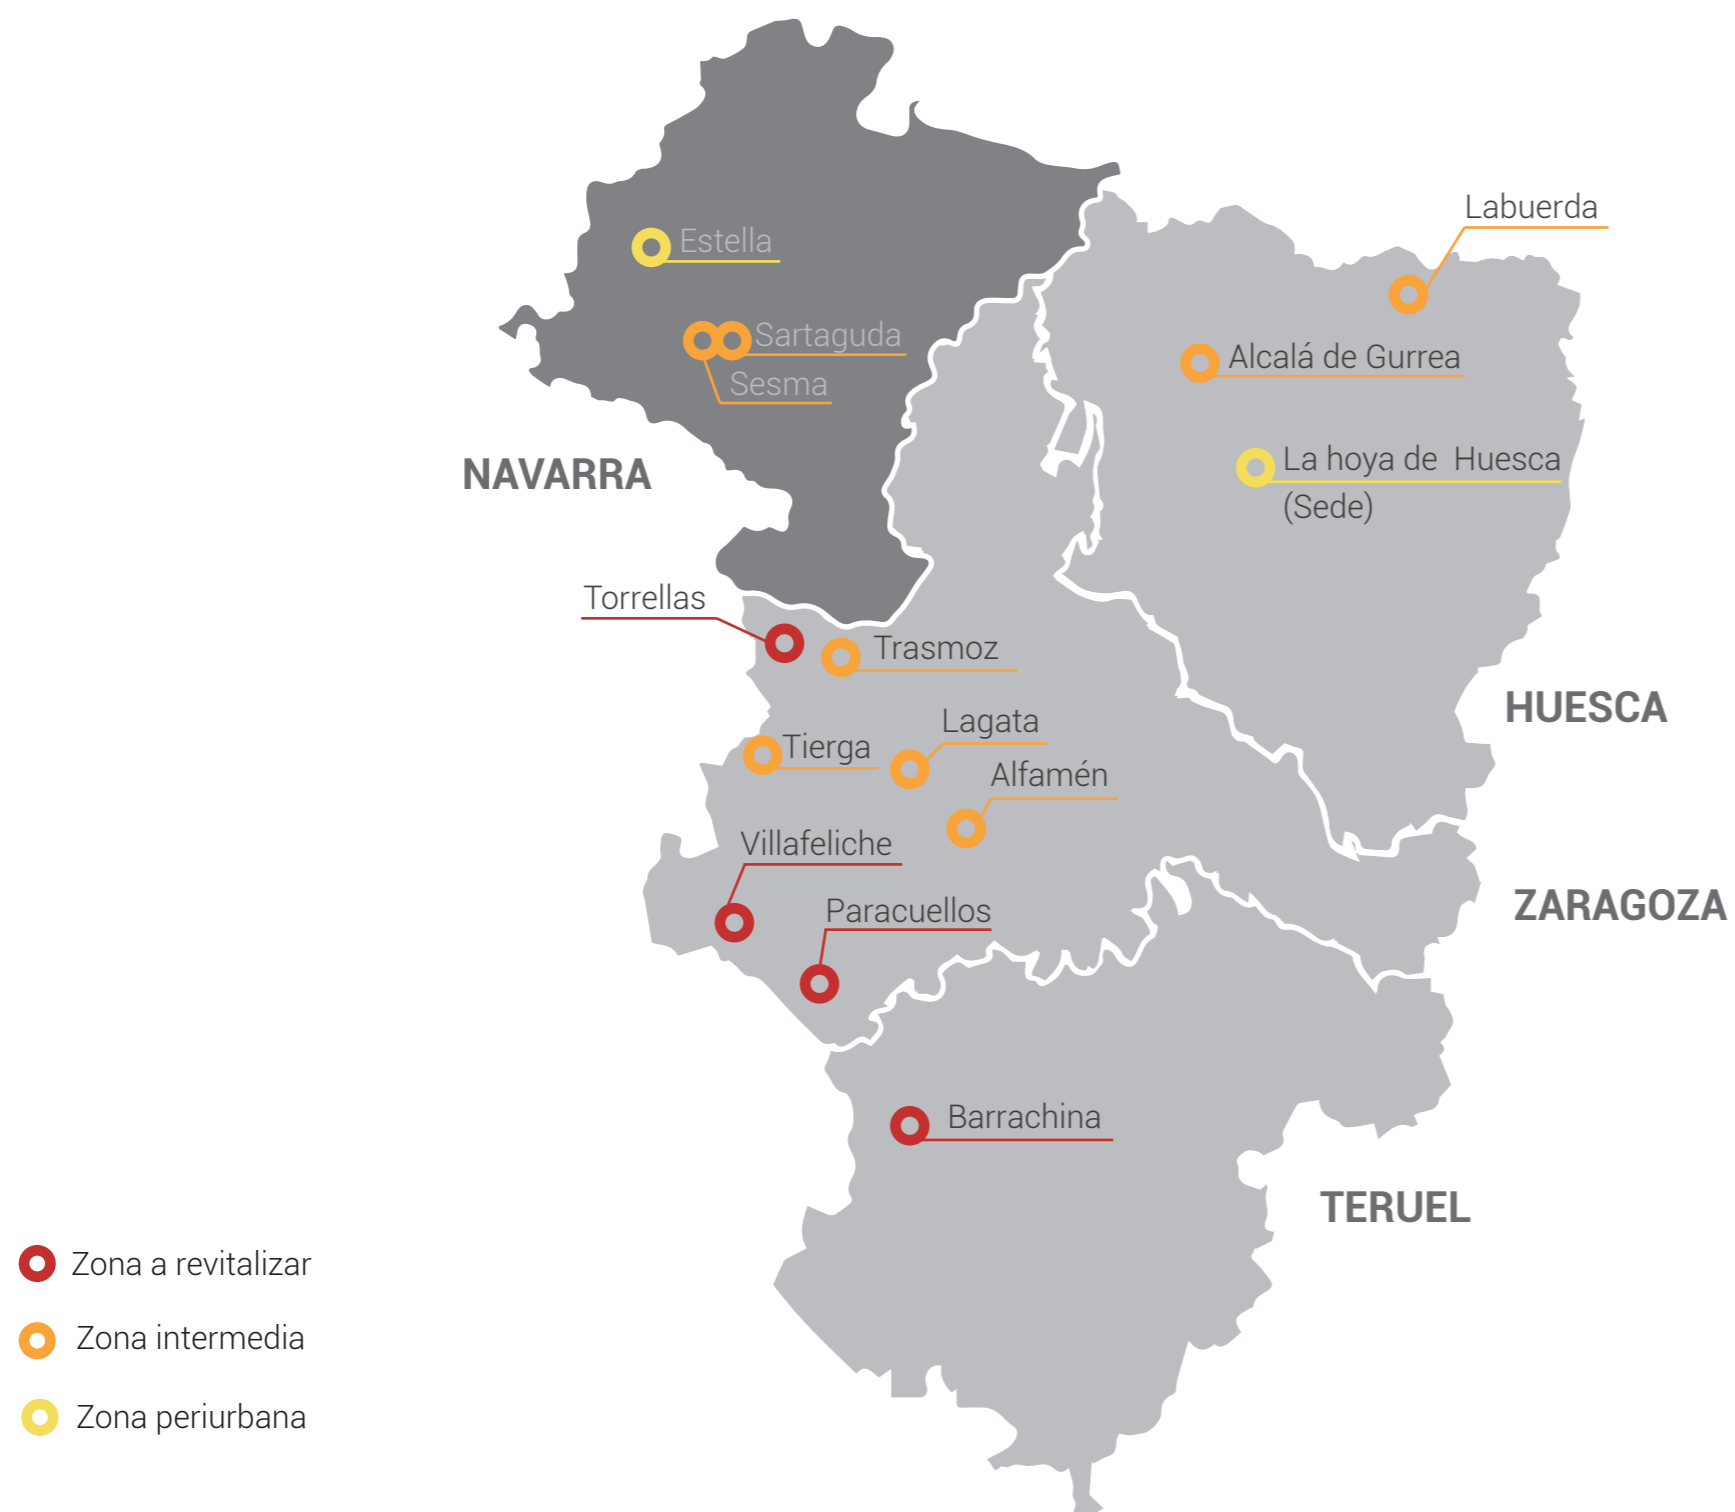 Labuerda
Estella
Sartaguda
Alcalá de Gurrea
Sesma
La hoya de Huesca
(Sede)
NAVARRA
Torrellas
Trasmoz
HUESCA
Lagata
Tierga
Alfamén
Villafeliche
ZARAGOZA
Paracuellos
Barrachina
TERUEL
Zona a revitalizar
Zona intermedia
Zona periurbana